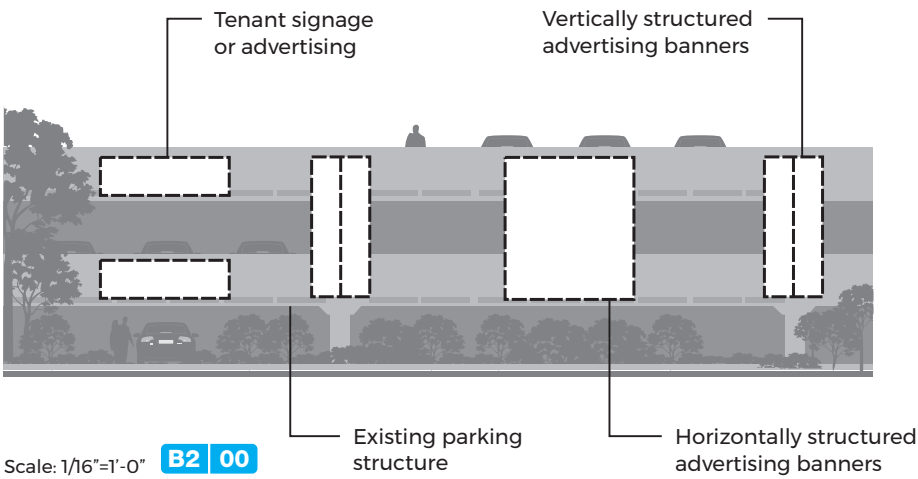 Tenant signage
or advertising
Vertically structured
advertising banners
Existing parking
structure
Horizontally structured
advertising banners
Scale: 1/16”=1’-0” B2 00